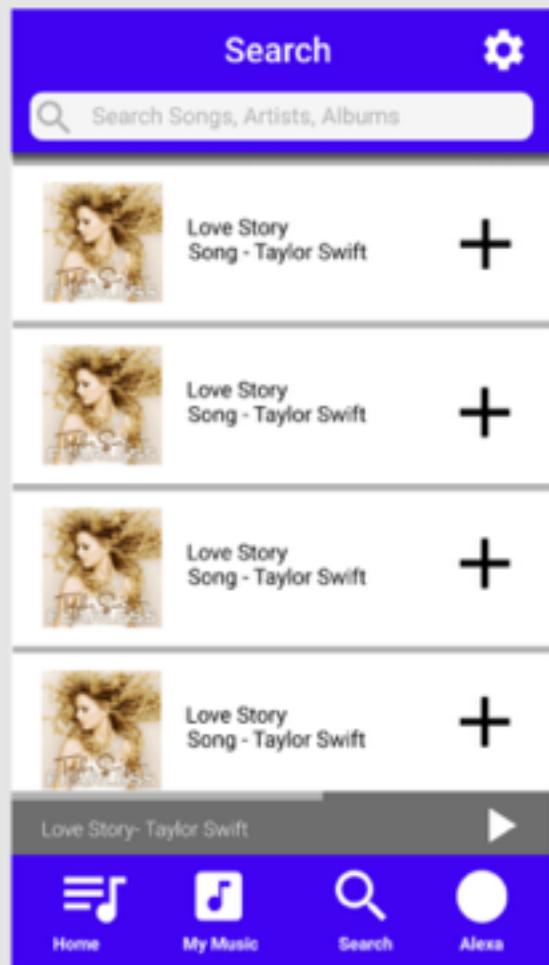 Search
Search Songs, Artists, Albums
Love Story
Song - Taylor Swift
Love Story
Song - Taylor Swift
Love Story
Song - Taylor Swift
Love Story
Song - Taylor Swift
Love Story- Taylor Swift
Home
My Music
Search
Alexa